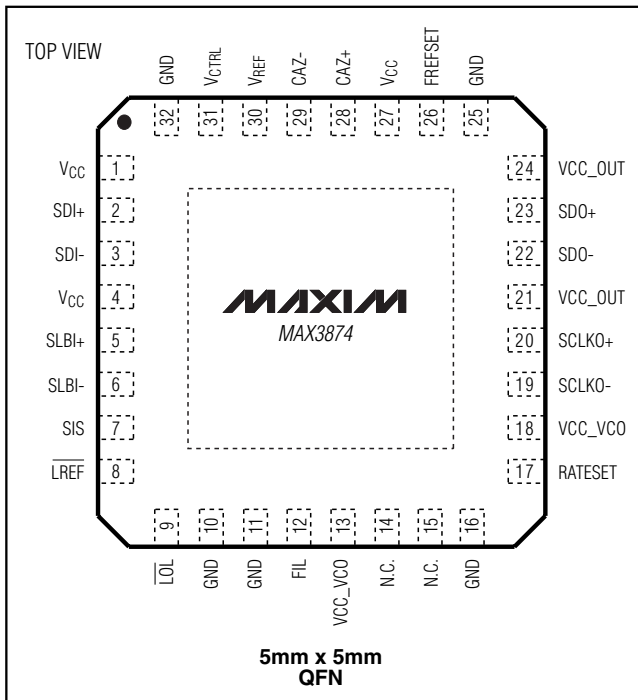 TOP VIEW
GND
VCTRL
VREF
CAZ-
CAZ+
VCC
FREFSET
GND
32
31
30
29
28
27
26
25
VCC 1
SDI+ 2
SDI- 3
VCC 4
SLBI+ 5
SLBI- 6
SIS 7
LREF 8
24 VCC_OUT
23 SDO+
22 SDO-
21 VCC_OUT
20 SCLKO+
19 SCLKO-
18 VCC_VCO
17 RATESET
MAXIM
MAX3874
9
10
11
12
13
14
15
16
LOL
GND
GND
FIL
VCC_VCO
N.C.
N.C.
GND
5mm x 5mm
QFN